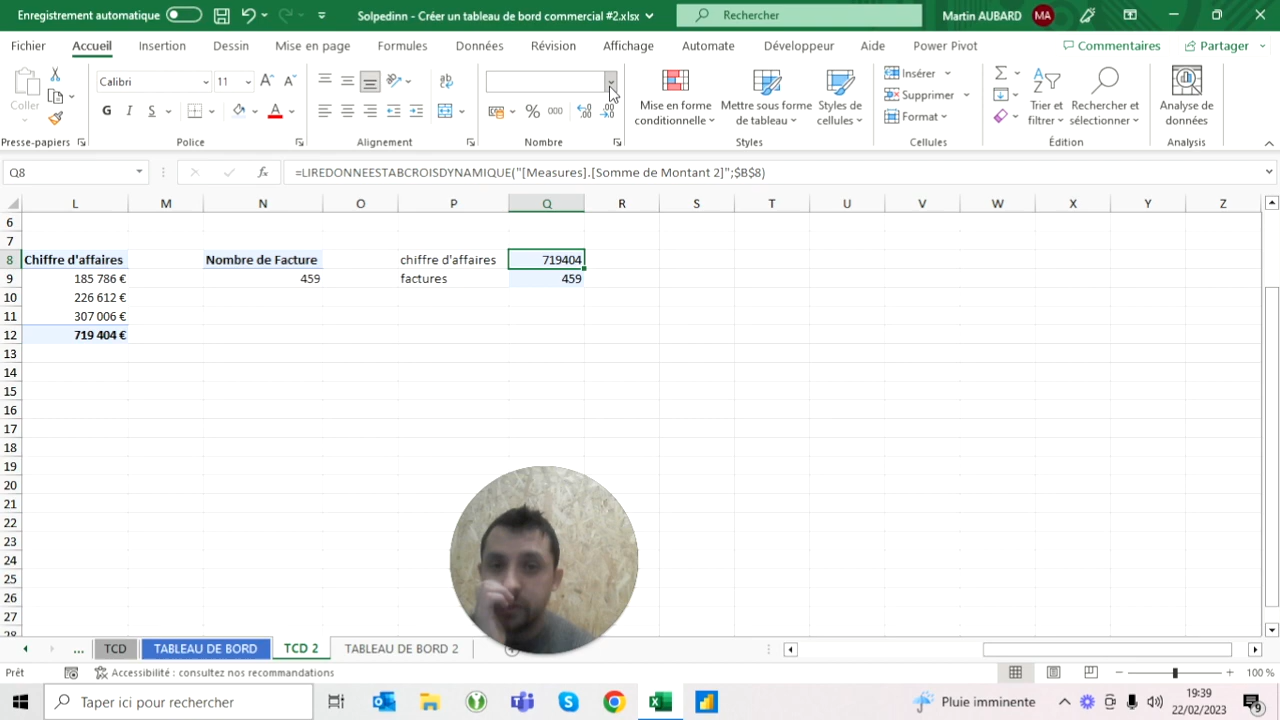 Enregistrement automatique
Solpedinn - Créer un tableau de bord commercial #2.xlsx
Rechercher
Martin AUBARD
MA
Fichier
Accueil
Insertion
Dessin
Mise en page
Formules
Données
Révision
Affichage
Automate
Développeur
Aide
Power Pivot
Commentaires
Partager
Coller
Calibri
11
G
I
S
Mise en forme conditionnelle
Mettre sous forme de tableau
Styles de cellules
Insérer
Supprimer
Format
Trier et filtrer
Rechercher et sélectionner
Analyse de données
Presse-papiers
Police
Alignement
Nombre
Styles
Cellules
Édition
Analysis
Q8
fx
=LIREDONNEESTABCROISDYNAMIQUE("[Measures].[Somme de Montant 2]";$B$8)
L M N O P Q R S T U V W X Y Z
6
7
8 Chiffre d'affaires Nombre de Facture chiffre d'affaires 719404
9 185 786 € 459 factures 459
10 226 612 €
11 307 006 €
12 719 404 €
13
14
15
16
17
18
19
20
21
22
23
24
25
26
27
28
...
TCD
TABLEAU DE BORD
TCD 2
TABLEAU DE BORD 2
Prêt
Accessibilité : consultez nos recommandations
100 %
Taper ici pour rechercher
Pluie imminente
19:39
22/02/2023
9